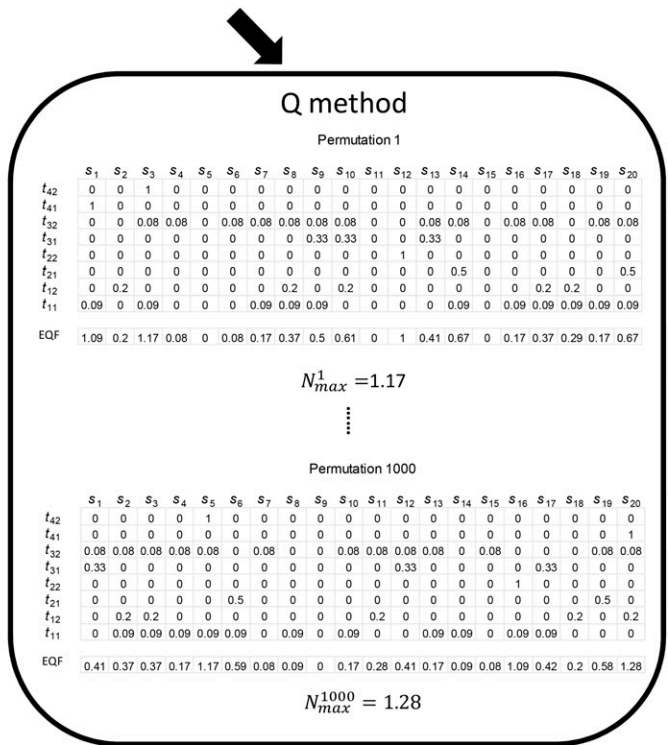 Q method
Permutation 1
s1 s2 s3 s4 s5 s6 s7 s8 s9 s10 s11 s12 s13 s14 s15 s16 s17 s18 s19 s20
t42 0 0 1 0 0 0 0 0 0 0 0 0 0 0 0 0 0 0 0 0
t41 1 0 0 0 0 0 0 0 0 0 0 0 0 0 0 0 0 0 0 0
t32 0 0 0.08 0.08 0 0.08 0.08 0.08 0.08 0.08 0 0 0.08 0.08 0 0.08 0.08 0 0.08 0.08
t31 0 0 0 0 0 0 0 0 0.33 0.33 0 0 0.33 0 0 0 0 0 0 0
t22 0 0 0 0 0 0 0 0 0 0 0 1 0 0 0 0 0 0 0 0
t21 0 0 0 0 0 0 0 0 0 0 0 0 0 0.5 0 0 0 0 0 0.5
t12 0 0.2 0 0 0 0 0 0.2 0 0.2 0 0 0 0 0 0 0.2 0.2 0 0
t11 0.09 0 0.09 0 0 0 0.09 0.09 0.09 0 0 0 0 0.09 0 0.09 0.09 0.09 0.09 0.09
EQF 1.09 0.2 1.17 0.08 0 0.08 0.17 0.37 0.5 0.61 0 1 0.41 0.67 0 0.17 0.37 0.29 0.17 0.67
N^1_max =1.17
Permutation 1000
s1 s2 s3 s4 s5 s6 s7 s8 s9 s10 s11 s12 s13 s14 s15 s16 s17 s18 s19 s20
t42 0 0 0 0 1 0 0 0 0 0 0 0 0 0 0 0 0 0 0 0
t41 0 0 0 0 0 0 0 0 0 0 0 0 0 0 0 0 0 0 0 1
t32 0.08 0.08 0.08 0.08 0.08 0 0.08 0 0 0.08 0.08 0.08 0.08 0 0.08 0 0 0 0.08 0.08
t31 0.33 0 0 0 0 0 0 0 0 0 0 0.33 0 0 0 0 0.33 0 0 0
t22 0 0 0 0 0 0 0 0 0 0 0 0 0 0 0 1 0 0 0 0
t21 0 0 0 0 0 0.5 0 0 0 0 0 0 0 0 0 0 0 0 0.5 0
t12 0 0.2 0.2 0 0 0 0 0 0 0 0.2 0 0 0 0 0 0 0.2 0 0.2
t11 0 0.09 0.09 0.09 0.09 0.09 0 0.09 0 0.09 0 0 0.09 0.09 0 0.09 0.09 0 0 0
EQF 0.41 0.37 0.37 0.17 1.17 0.59 0.08 0.09 0 0.17 0.28 0.41 0.17 0.09 0.08 1.09 0.42 0.2 0.58 1.28
N^1000_max = 1.28